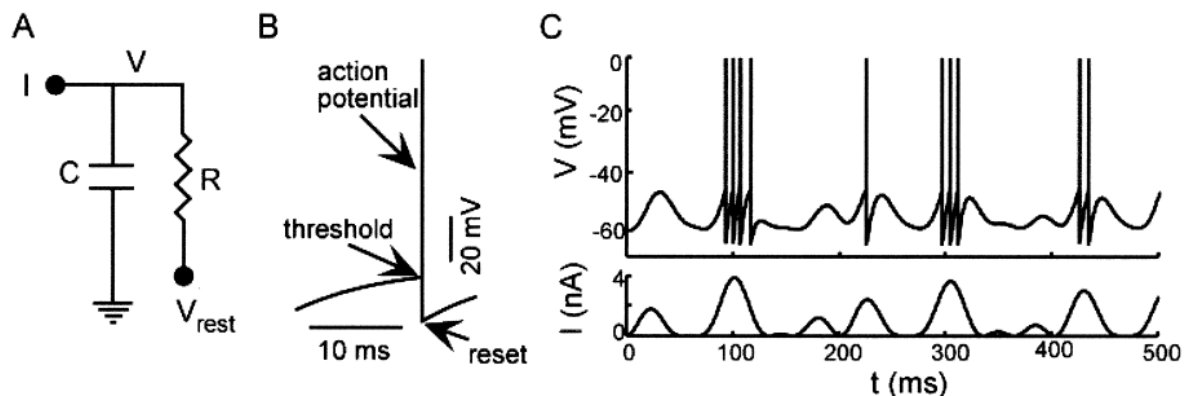 A
V
I
C
R
V_rest
B
action
potential
threshold
20 mV
10 ms
reset
C
V (mV)
0
-20
-40
-60
I (nA)
4
0
0 100 200 300 400 500
t (ms)